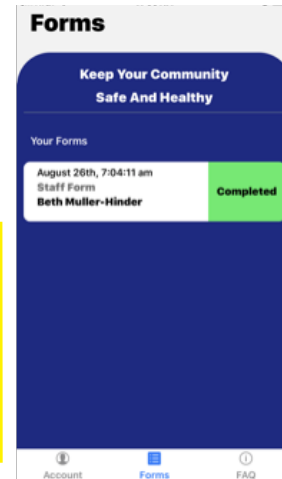 Forms
Keep Your Community
Safe And Healthy
Your Forms
August 26th, 7:04:11 am
Staff Form
Beth Muller-Hinder
Completed
Account
Forms
FAQ